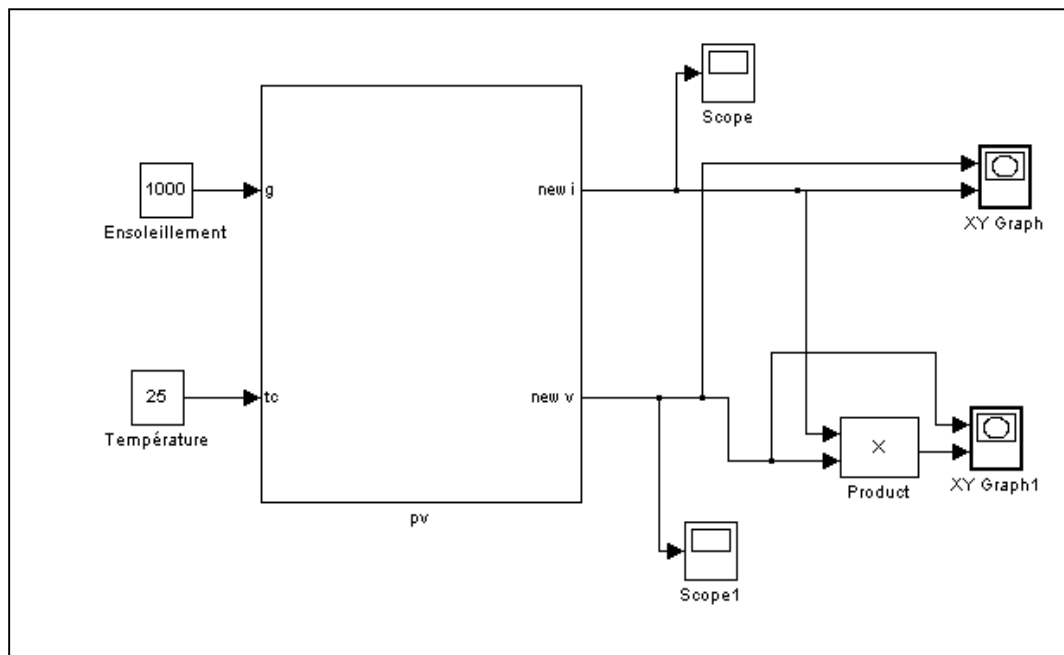 Scope
1000
g
new i
Ensoleillement
XY Graph
25
tc
new v
Température
X
Product
XY Graph1
pv
Scope1